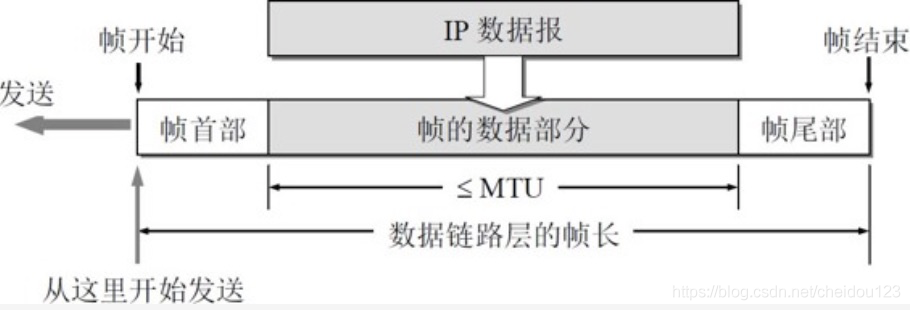 IP 数据报
帧开始
帧结束
发送
帧首部
帧的数据部分
帧尾部
≤ MTU
数据链路层的帧长
从这里开始发送
https://blog.csdn.net/cheidou123